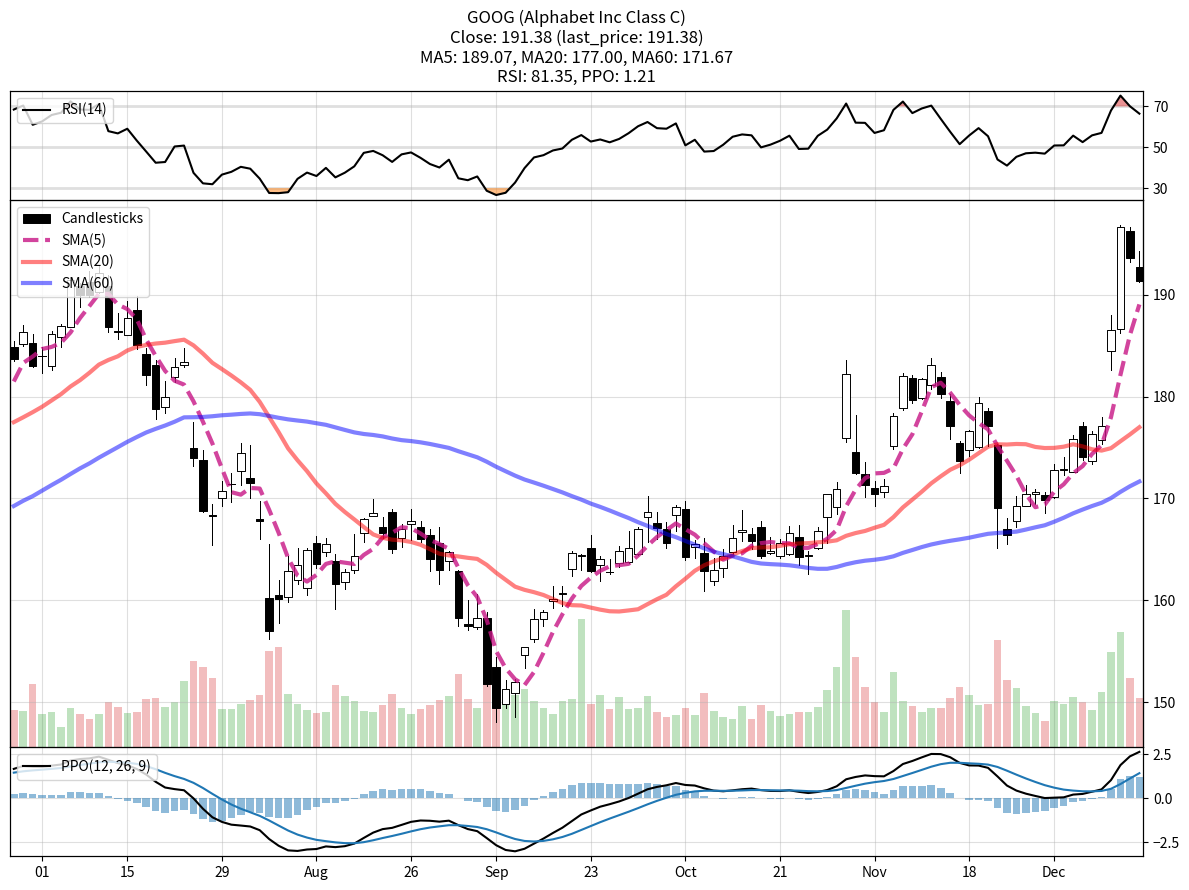 GOOG (Alphabet Inc Class C)
Close: 191.38 (last_price: 191.38)
MA5: 189.07, MA20: 177.00, MA60: 171.67
RSI: 81.35, PPO: 1.21
RSI(14)
70
50
30
Candlesticks
SMA(5)
SMA(20)
SMA(60)
190
180
170
160
150
PPO(12, 26, 9)
2.5
0.0
−2.5
01 15 29 Aug 26 Sep 23 Oct 21 Nov 18 Dec